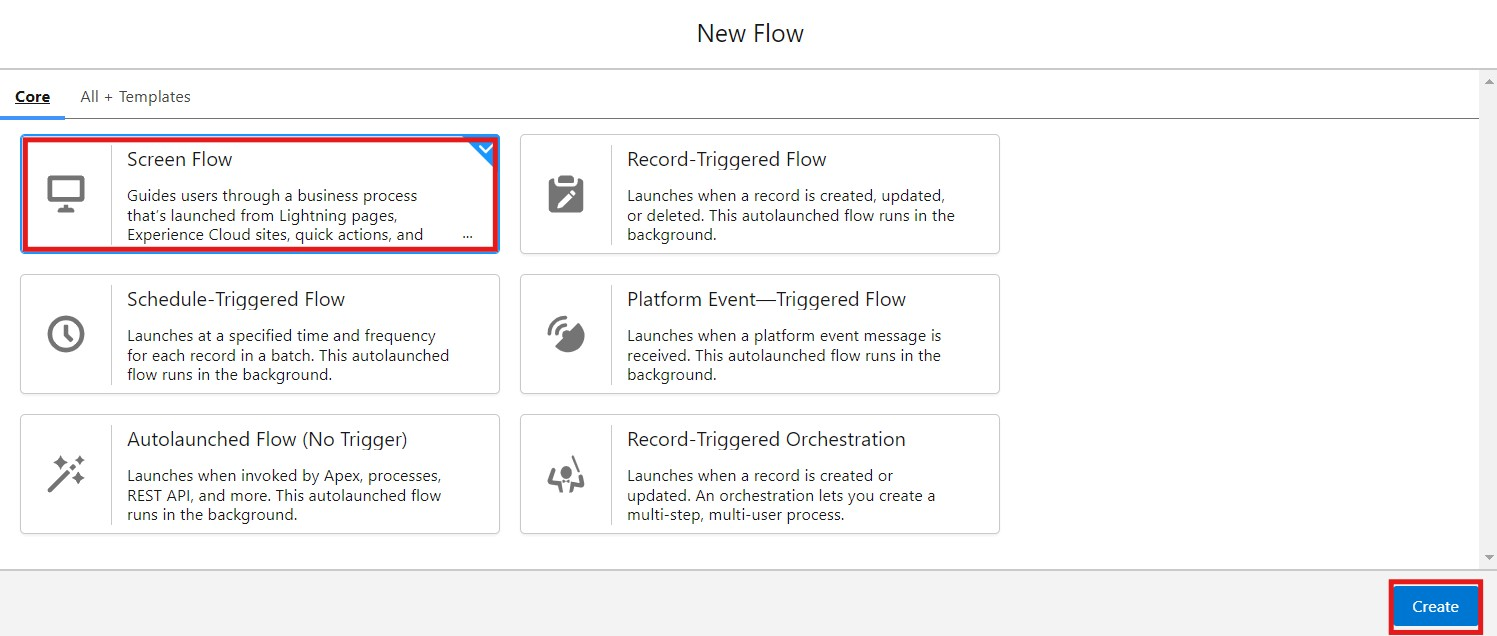 New Flow
Core
All + Templates
Screen Flow
Guides users through a business process
that's launched from Lightning pages,
Experience Cloud sites, quick actions, and ...
Record-Triggered Flow
Launches when a record is created, updated,
or deleted. This autolaunched flow runs in the
background.
Schedule-Triggered Flow
Launches at a specified time and frequency
for each record in a batch. This autolaunched
flow runs in the background.
Platform Event—Triggered Flow
Launches when a platform event message is
received. This autolaunched flow runs in the
background.
Autolaunched Flow (No Trigger)
Launches when invoked by Apex, processes,
REST API, and more. This autolaunched flow
runs in the background.
Record-Triggered Orchestration
Launches when a record is created or
updated. An orchestration lets you create a
multi-step, multi-user process.
Create